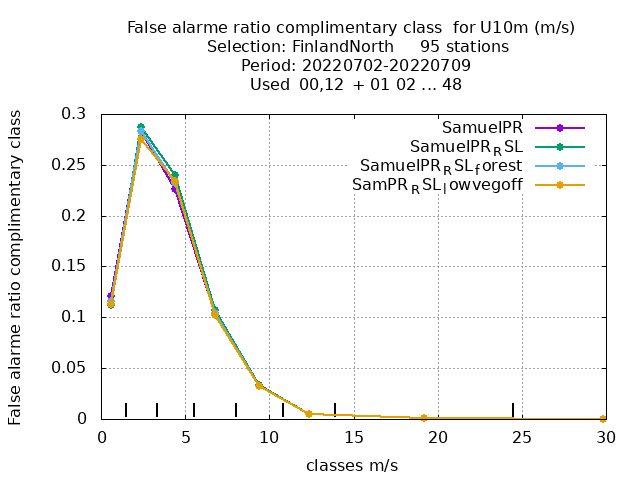 False alarme ratio complimentary class for U10m (m/s)
Selection: FinlandNorth 95 stations
Period: 20220702-20220709
Used 00,12 + 01 02 ... 48
False alarme ratio complimentary class
0.3
0.25
0.2
0.15
0.1
0.05
0
SamuelPR
SamuelPR_RSL
SamuelPR_RSL_forest
SamPR_RSL_lowvegoff
0 5 10 15 20 25 30
classes m/s